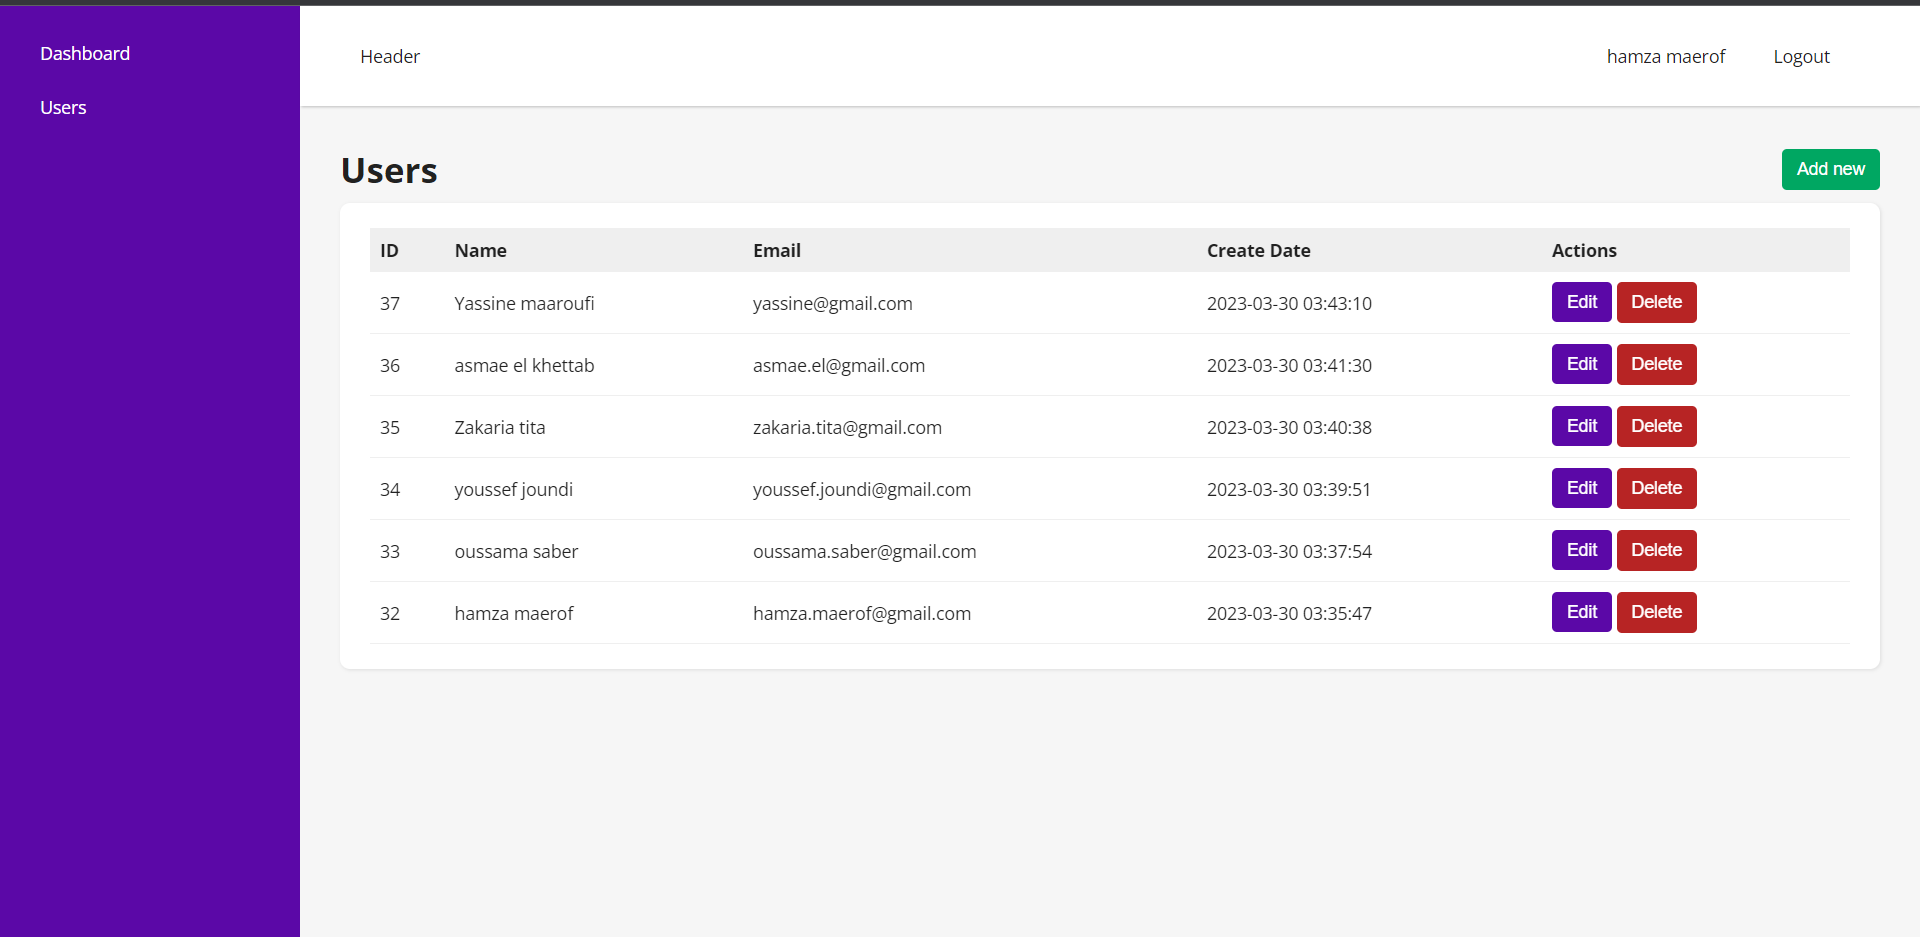 Dashboard
Users
Header
hamza maerof Logout
Users
Add new
ID Name Email Create Date Actions
37 Yassine maaroufi yassine@gmail.com 2023-03-30 03:43:10 Edit Delete
36 asmae el khettab asmae.el@gmail.com 2023-03-30 03:41:30 Edit Delete
35 Zakaria tita zakaria.tita@gmail.com 2023-03-30 03:40:38 Edit Delete
34 youssef joundi youssef.joundi@gmail.com 2023-03-30 03:39:51 Edit Delete
33 oussama saber oussama.saber@gmail.com 2023-03-30 03:37:54 Edit Delete
32 hamza maerof hamza.maerof@gmail.com 2023-03-30 03:35:47 Edit Delete